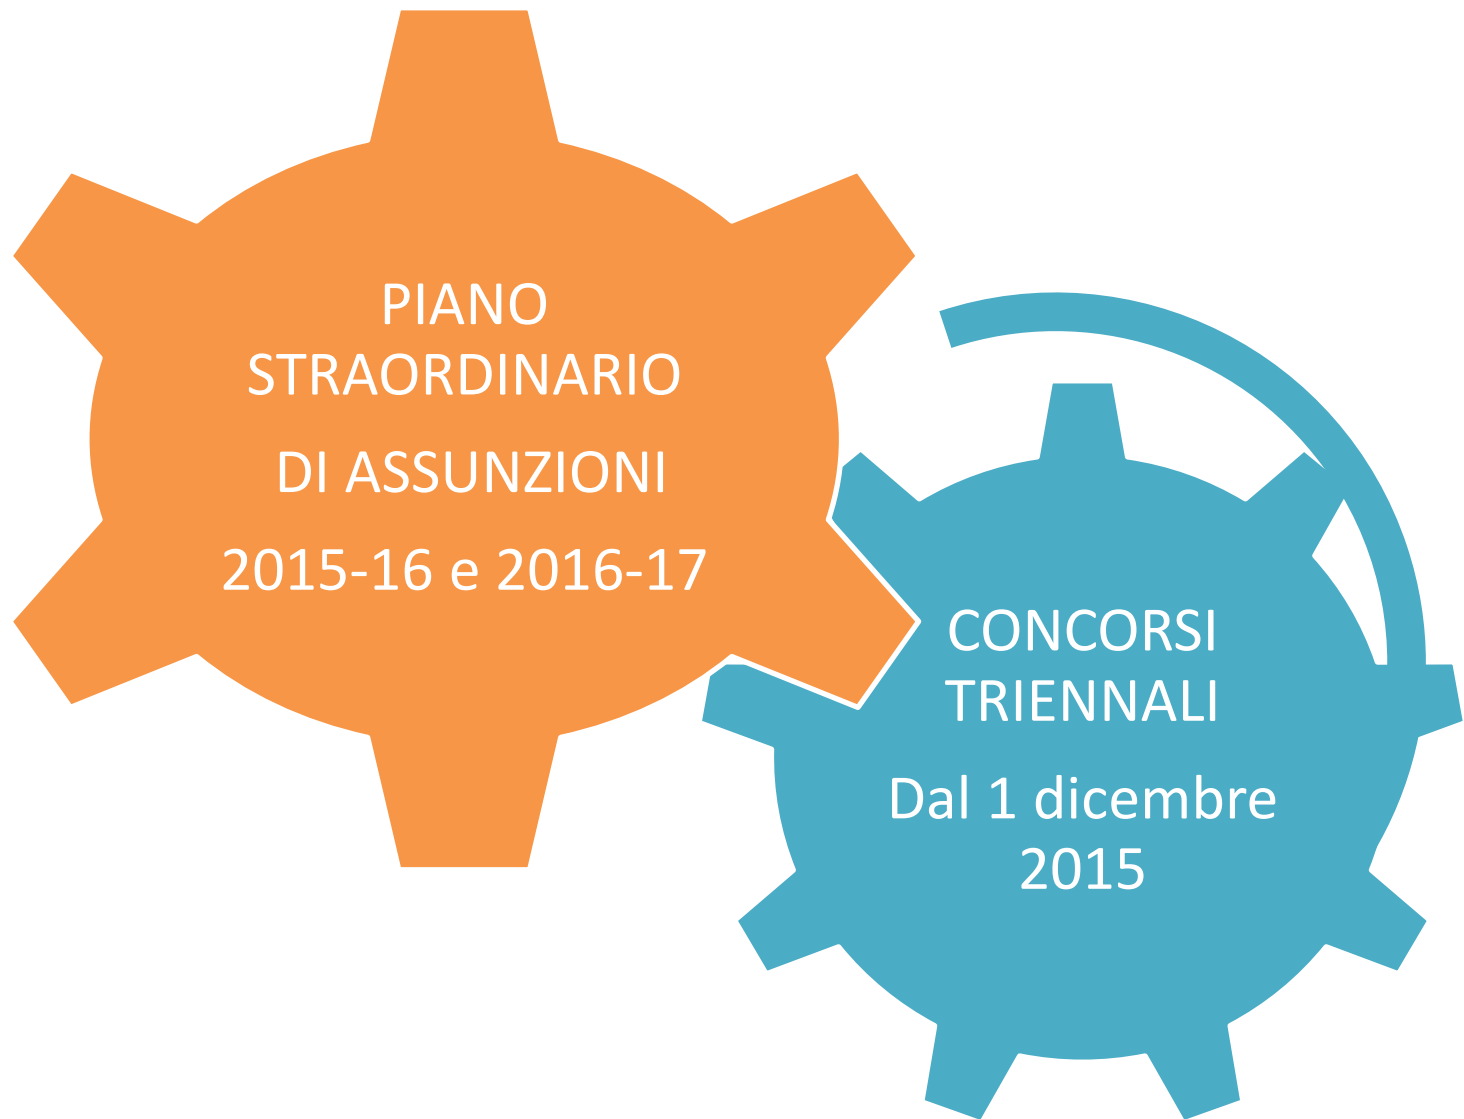 PIANO
STRAORDINARIO
DI ASSUNZIONI
2015-16 e 2016-17
CONCORSI
TRIENNALI
Dal 1 dicembre
2015